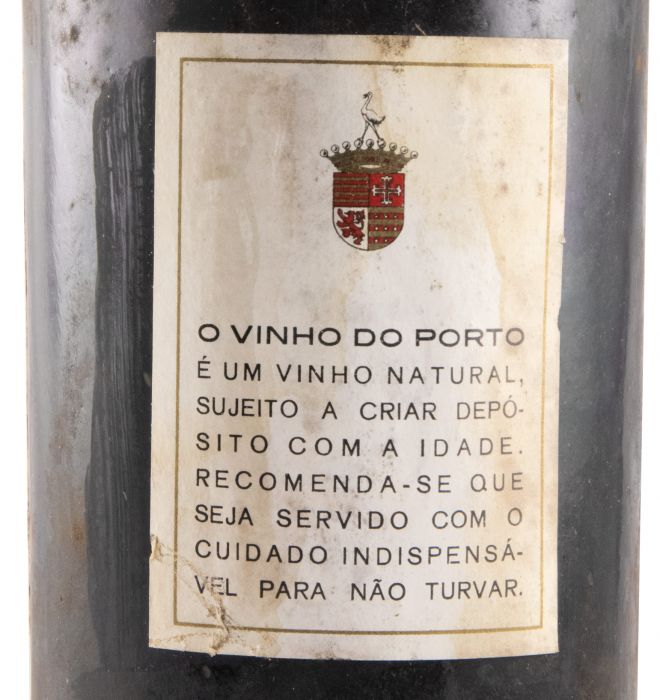 O VINHO DO PORTO
É UM VINHO NATURAL,
SUJEITO A CRIAR DEPÓ-
SITO COM A IDADE.
RECOMENDA-SE QUE
SEJA SERVIDO COM O
CUIDADO INDISPENSÁ-
VEL PARA NÃO TURVAR.